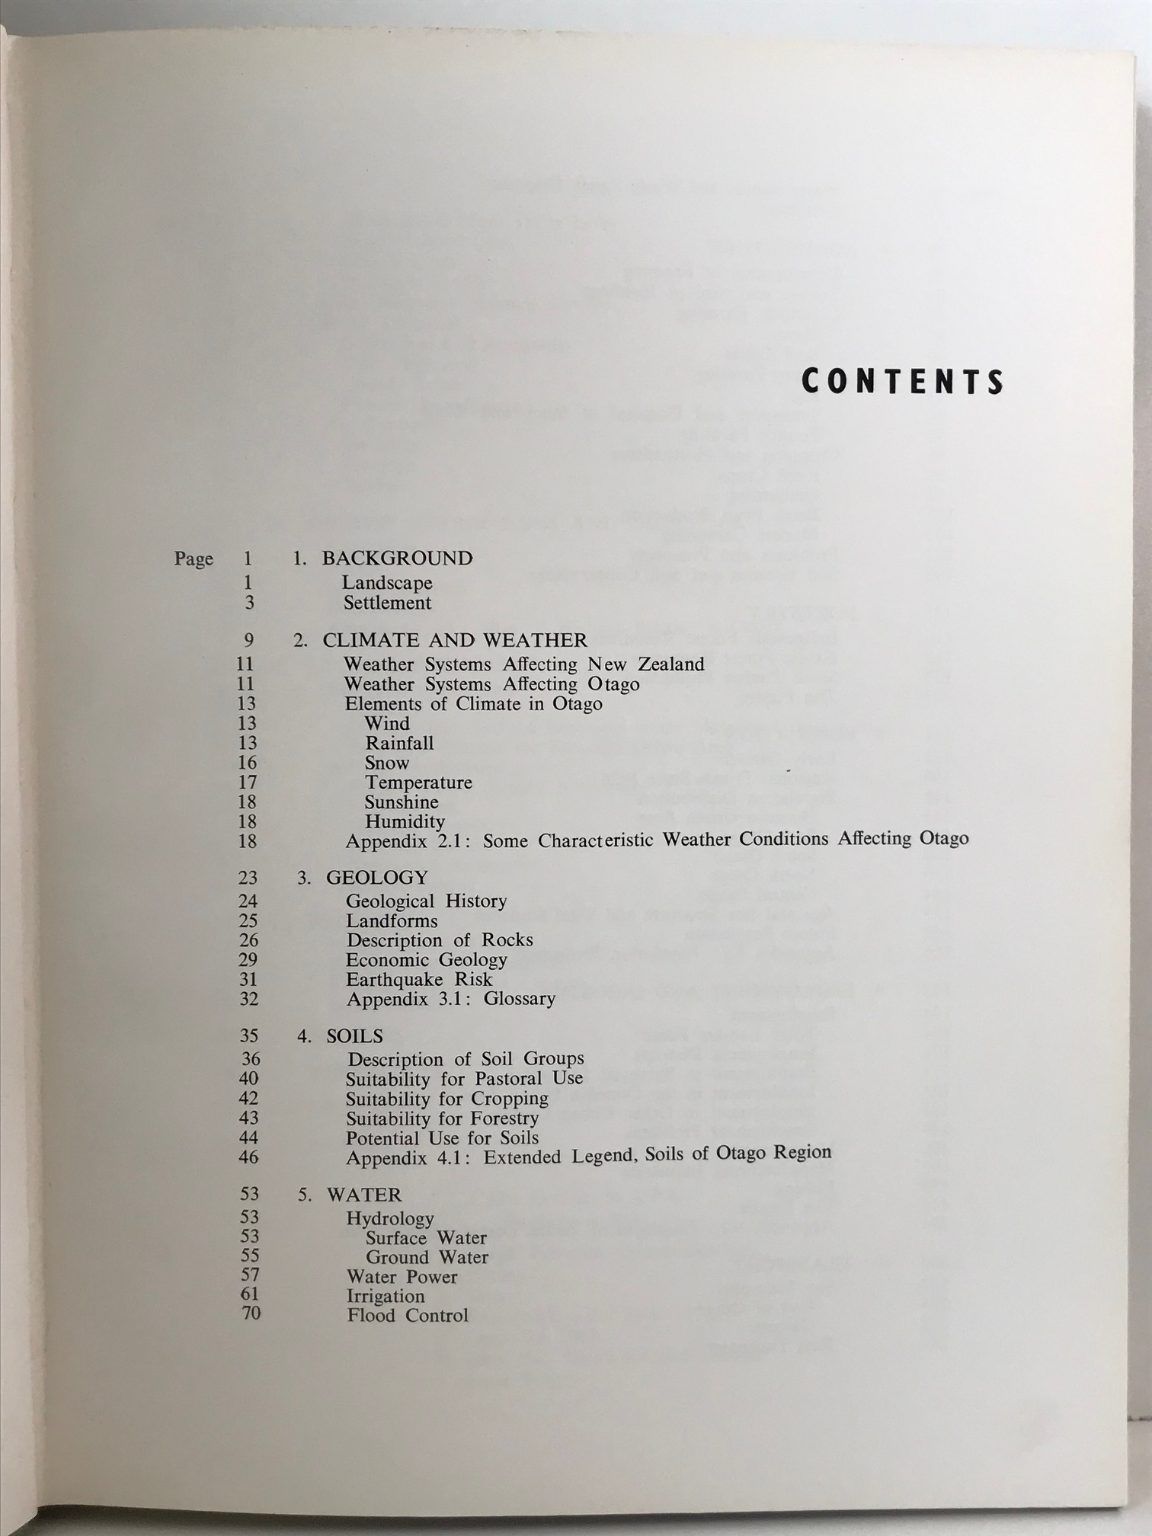 CONTENTS
Page 1 1. BACKGROUND
1 Landscape
3 Settlement
9 2. CLIMATE AND WEATHER
11 Weather Systems Affecting New Zealand
11 Weather Systems Affecting Otago
13 Elements of Climate in Otago
13 Wind
13 Rainfall
16 Snow
17 Temperature
18 Sunshine
18 Humidity
18 Appendix 2.1: Some Characteristic Weather Conditions Affecting Otago
23 3. GEOLOGY
24 Geological History
25 Landforms
26 Description of Rocks
29 Economic Geology
31 Earthquake Risk
32 Appendix 3.1: Glossary
35 4. SOILS
36 Description of Soil Groups
40 Suitability for Pastoral Use
42 Suitability for Cropping
43 Suitability for Forestry
44 Potential Use for Soils
46 Appendix 4.1: Extended Legend, Soils of Otago Region
53 5. WATER
53 Hydrology
53 Surface Water
55 Ground Water
57 Water Power
61 Irrigation
70 Flood Control